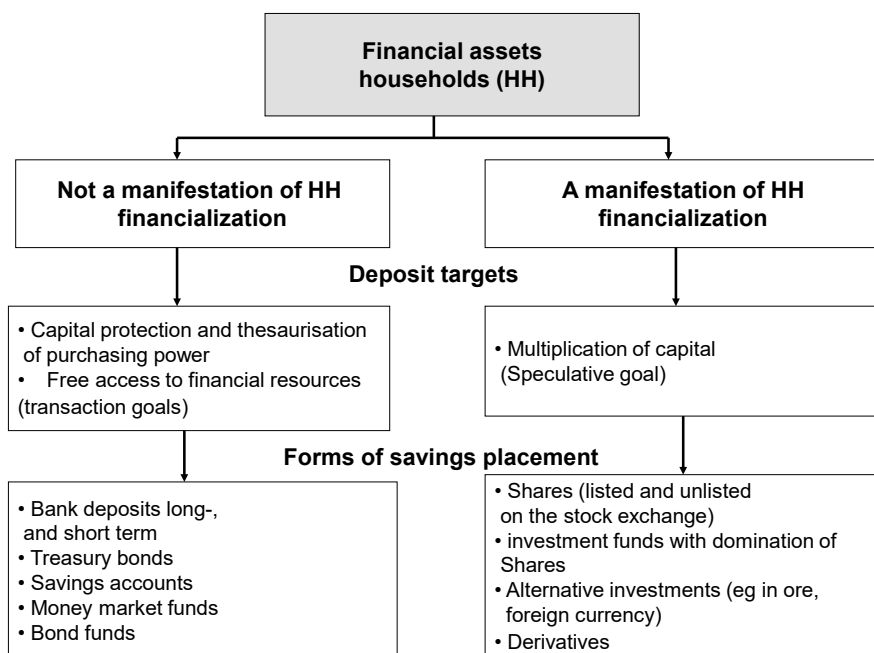 Financial assets
households (HH)
Not a manifestation of HH
financialization
A manifestation of HH
financialization
Deposit targets
• Capital protection and thesaurisation
of purchasing power
• Free access to financial resources
(transaction goals)
• Multiplication of capital
(Speculative goal)
Forms of savings placement
• Bank deposits long-,
and short term
• Treasury bonds
• Savings accounts
• Money market funds
• Bond funds
• Shares (listed and unlisted
on the stock exchange)
• investment funds with domination of
Shares
• Alternative investments (eg in ore,
foreign currency)
• Derivatives